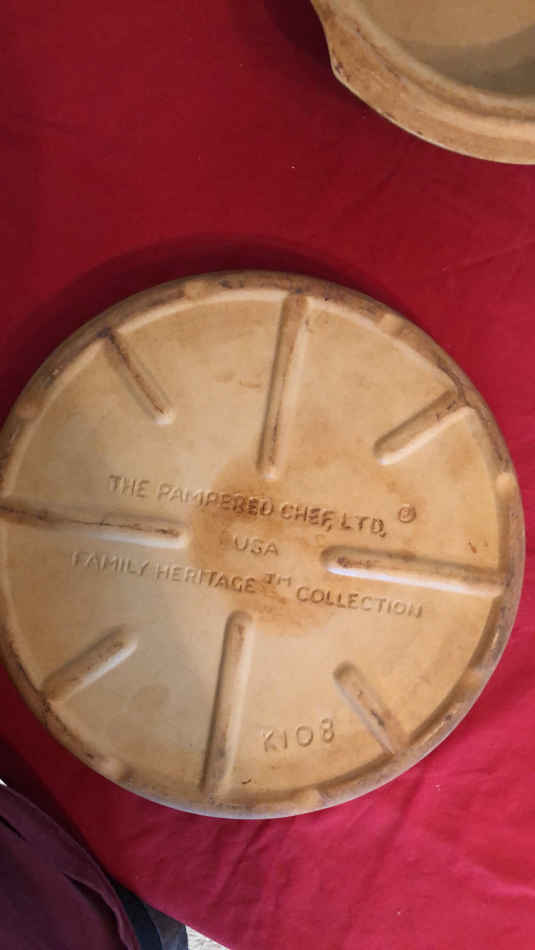 THE PAMPERED CHEF, LTD. ®
USA
FAMILY HERITAGE ™ COLLECTION
K108